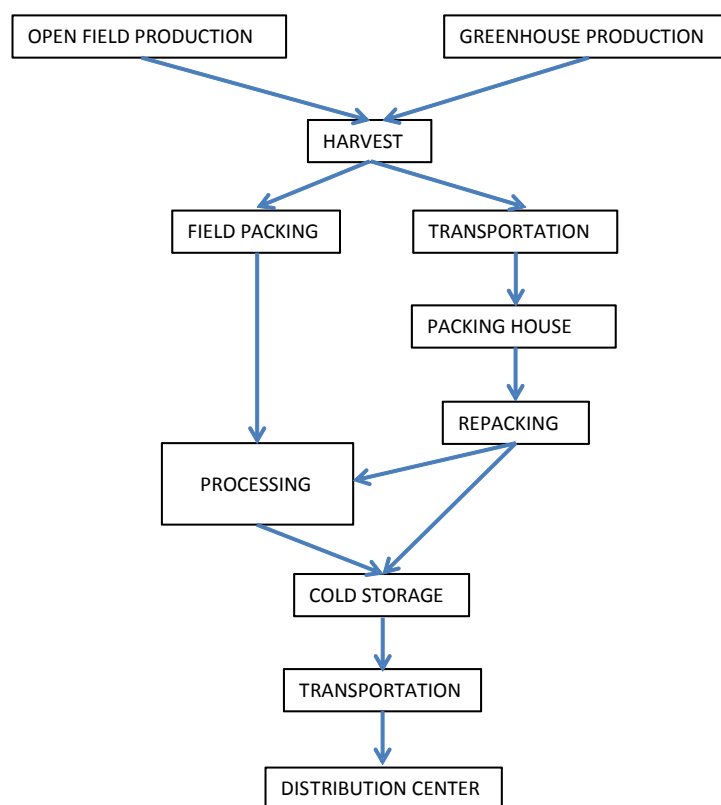 OPEN FIELD PRODUCTION
GREENHOUSE PRODUCTION
HARVEST
FIELD PACKING
TRANSPORTATION
PACKING HOUSE
REPACKING
PROCESSING
COLD STORAGE
TRANSPORTATION
DISTRIBUTION CENTER